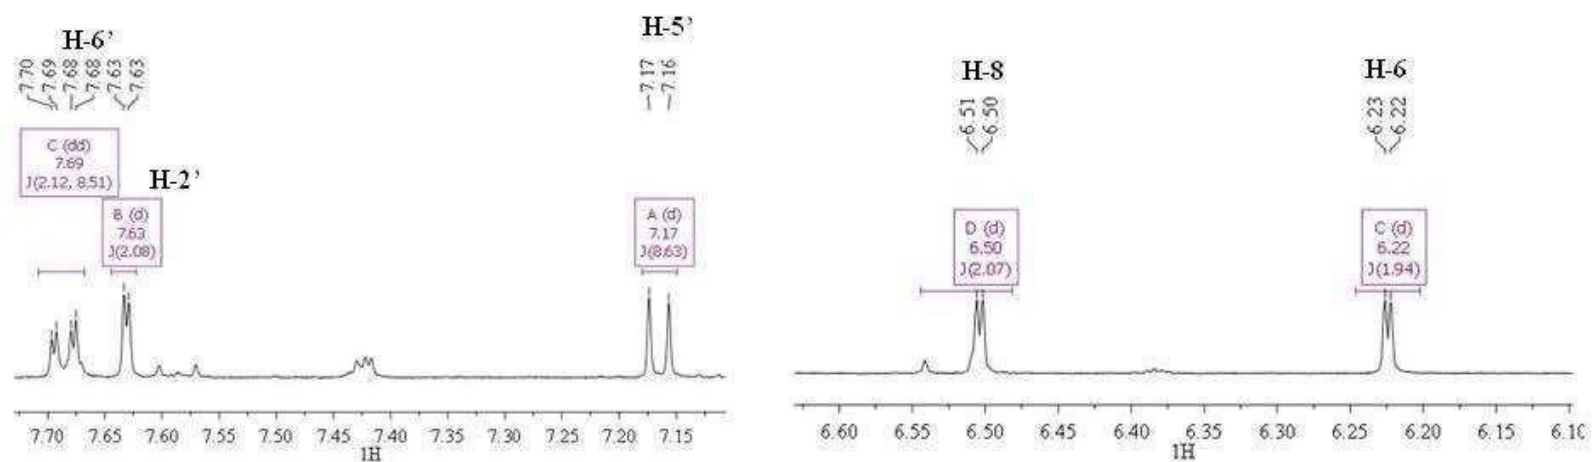 H-6’
7.70
7.69
7.68
7.68
7.63
7.63
C (dd)
7.69
J(2.12, 8.51)
H-2’
B (d)
7.63
J(2.08)
H-5’
7.17
7.16
A (d)
7.17
J(8.63)
7.70 7.65 7.60 7.55 7.50 7.45 7.40 7.35 7.30 7.25 7.20 7.15
1H
H-8
6.51
6.50
D (d)
6.50
J(2.07)
H-6
6.23
6.22
C (d)
6.22
J(1.94)
6.60 6.55 6.50 6.45 6.40 6.35 6.30 6.25 6.20 6.15 6.10
1H